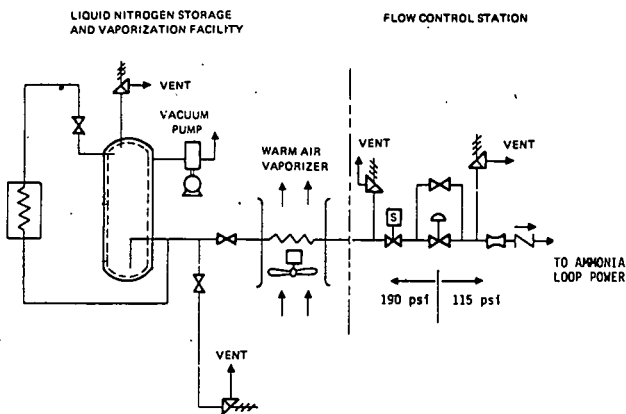 LIQUID NITROGEN STORAGE
AND VAPORIZATION FACILITY
FLOW CONTROL STATION
VENT
VACUUM
PUMP
WARM AIR
VAPORIZER
VENT
VENT
S
TO AMMONIA
LOOP POWER
190 psi
115 psi
VENT